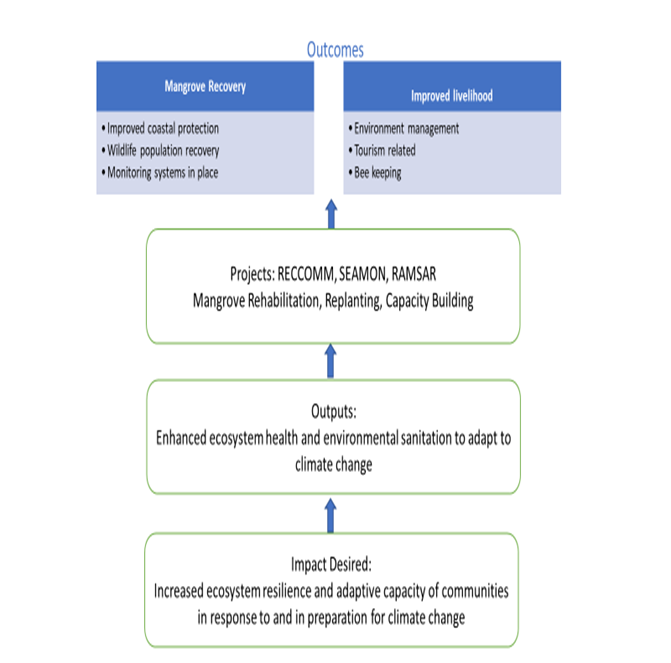 Outcomes
Mangrove Recovery
• Improved coastal protection
• Wildlife population recovery
• Monitoring systems in place
Improved livelihood
• Environment management
• Tourism related
• Bee keeping
Projects: RECCOMM, SEAMON, RAMSAR
Mangrove Rehabilitation, Replanting, Capacity Building
Outputs:
Enhanced ecosystem health and environmental sanitation to adapt to
climate change
Impact Desired:
Increased ecosystem resilience and adaptive capacity of communities
in response to and in preparation for climate change